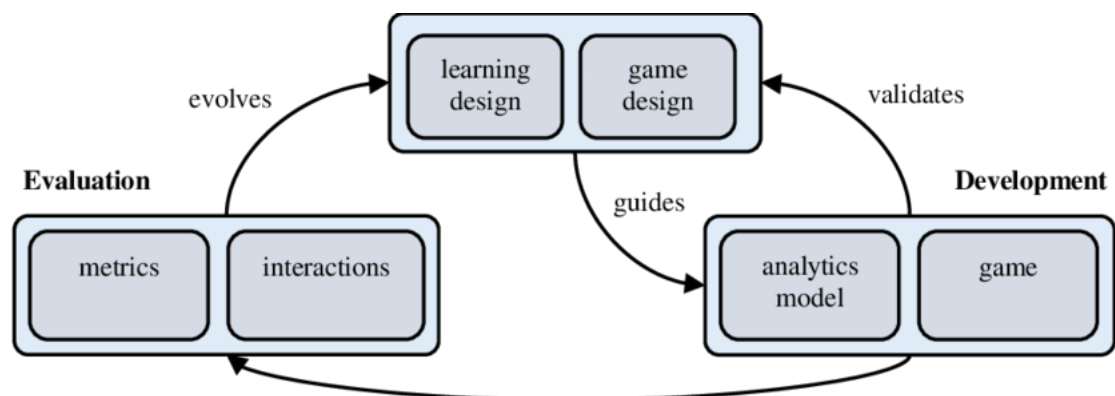 learning
design
game
design
evolves
validates
Evaluation
Development
guides
metrics
interactions
analytics
model
game